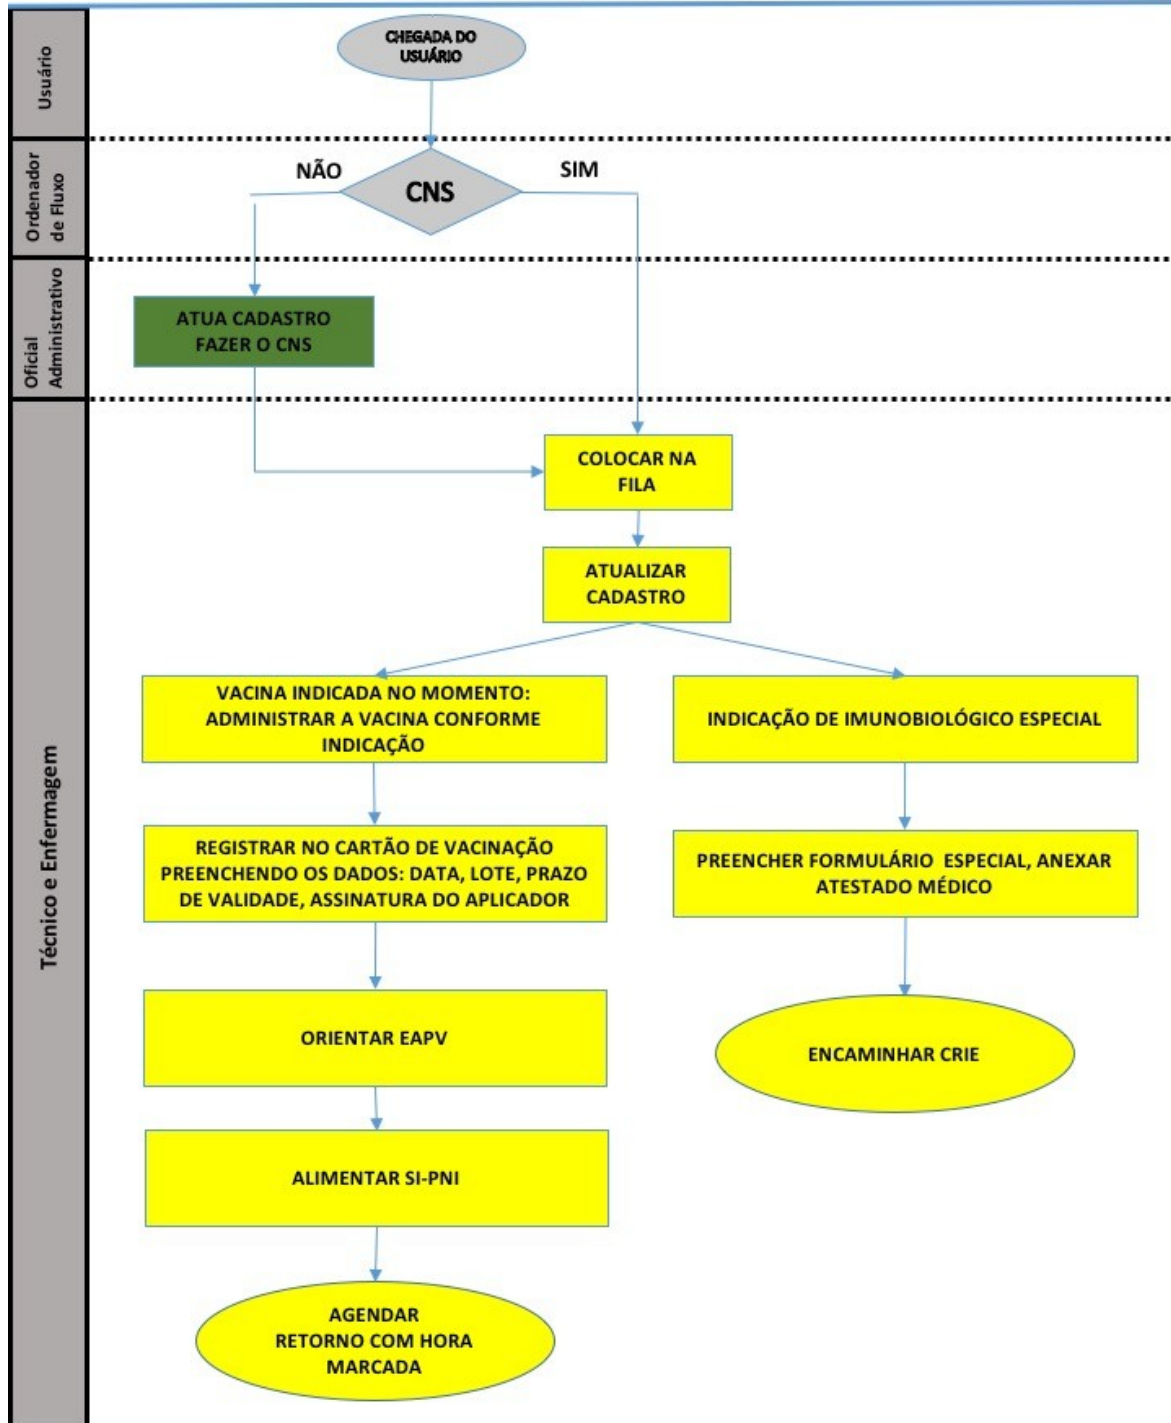 Usuário
CHEGADA DO
USUÁRIO
Ordenador
de Fluxo
NÃO
SIM
CNS
Oficial
Administrativo
ATUA CADASTRO
FAZER O CNS
Técnico e Enfermagem
COLOCAR NA
FILA
ATUALIZAR
CADASTRO
VACINA INDICADA NO MOMENTO:
ADMINISTRAR A VACINA CONFORME
INDICAÇÃO
INDICAÇÃO DE IMUNOBIOLÓGICO ESPECIAL
REGISTRAR NO CARTÃO DE VACINAÇÃO
PREENCHENDO OS DADOS: DATA, LOTE, PRAZO
DE VALIDADE, ASSINATURA DO APLICADOR
PREENCHER FORMULÁRIO ESPECIAL, ANEXAR
ATESTADO MÉDICO
ORIENTAR EAPV
ENCAMINHAR CRIE
ALIMENTAR SI-PNI
AGENDAR
RETORNO COM HORA
MARCADA